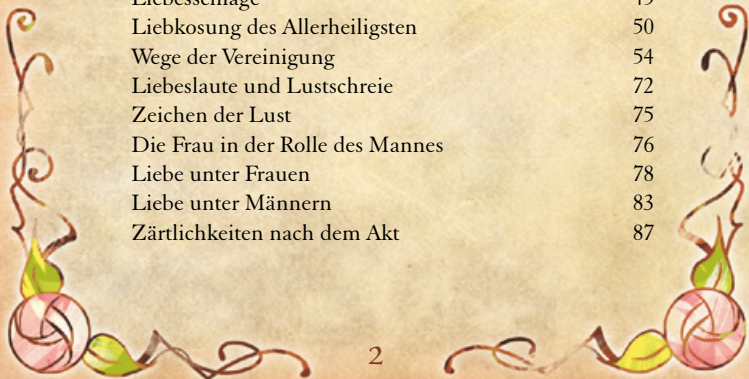 Liebesschläge 49
Liebkosung des Allerheiligsten 50
Wege der Vereinigung 54
Liebeslaute und Lustschreie 72
Zeichen der Lust 75
Die Frau in der Rolle des Mannes 76
Liebe unter Frauen 78
Liebe unter Männern 83
Zärtlichkeiten nach dem Akt 87
2